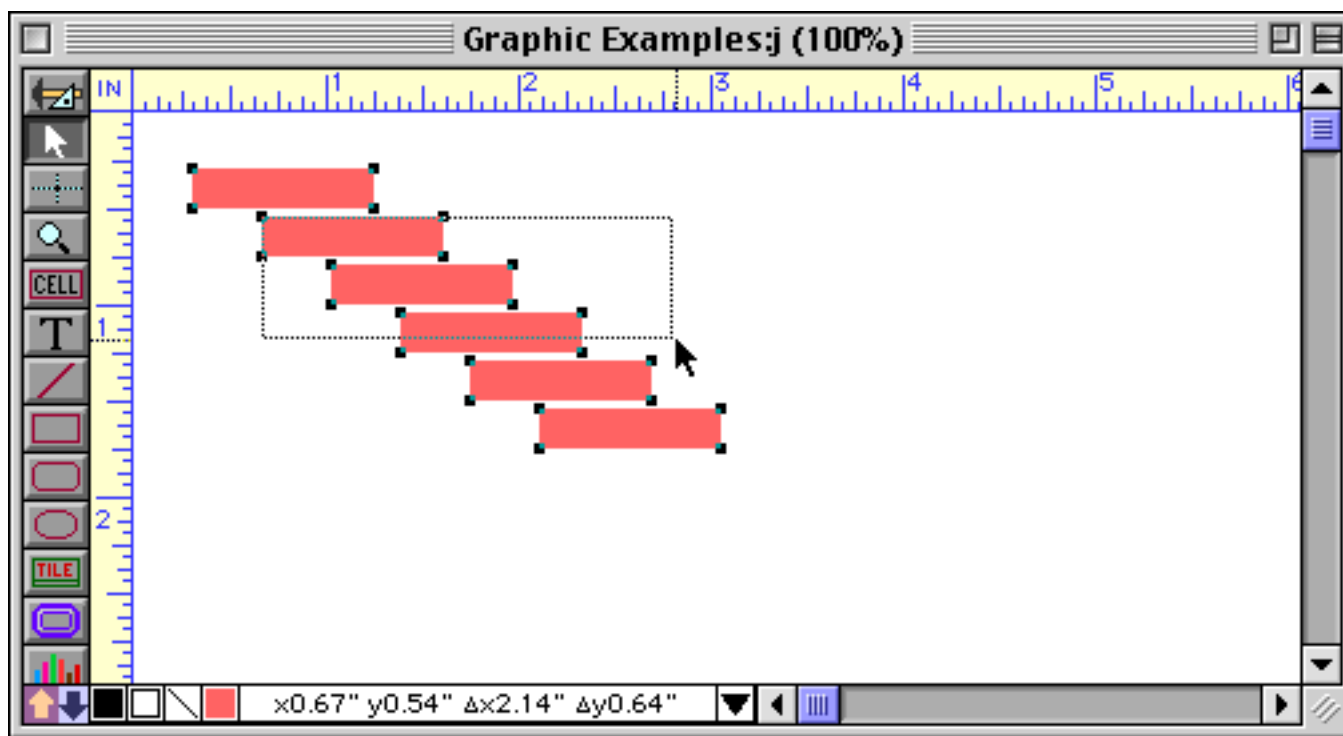 Graphic Examples:j (100%)
IN 1 2 3 4 5 6
CELL
T
1
2
TILE
x0.67" y0.54" Δx2.14" Δy0.64"